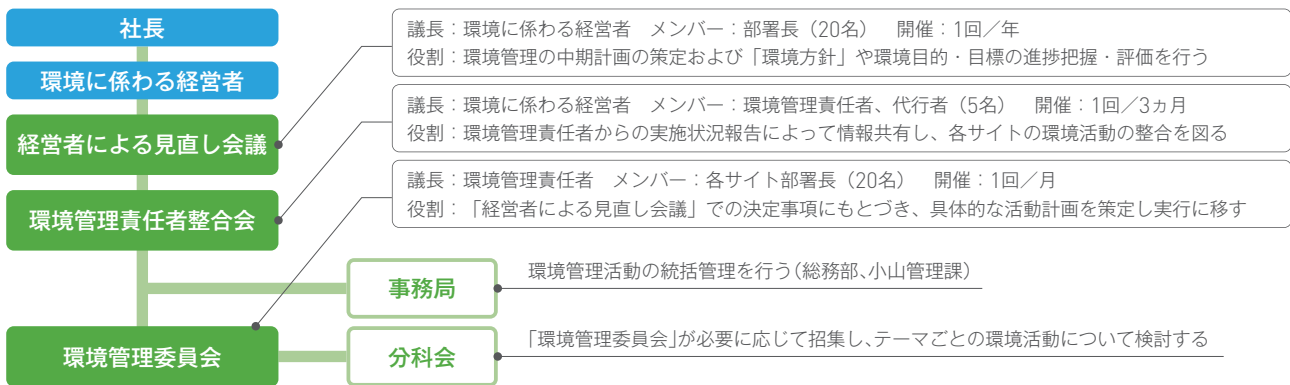 社長
環境に係わる経営者
経営者による見直し会議
環境管理責任者整合会
環境管理委員会
事務局
分科会
議長：環境に係わる経営者　メンバー：部署長（20名）　開催：1回／年
役割：環境管理の中期計画の策定および「環境方針」や環境目的・目標の進捗把握・評価を行う
議長：環境に係わる経営者　メンバー：環境管理責任者、代行者（5名）　開催：1回／3ヵ月
役割：環境管理責任者からの実施状況報告によって情報共有し、各サイトの環境活動の整合を図る
議長：環境管理責任者　メンバー：各サイト部署長（20名）　開催：1回／月
役割：「経営者による見直し会議」での決定事項にもとづき、具体的な活動計画を策定し実行に移す
環境管理活動の統括管理を行う（総務部、小山管理課）
「環境管理委員会」が必要に応じて招集し、テーマごとの環境活動について検討する